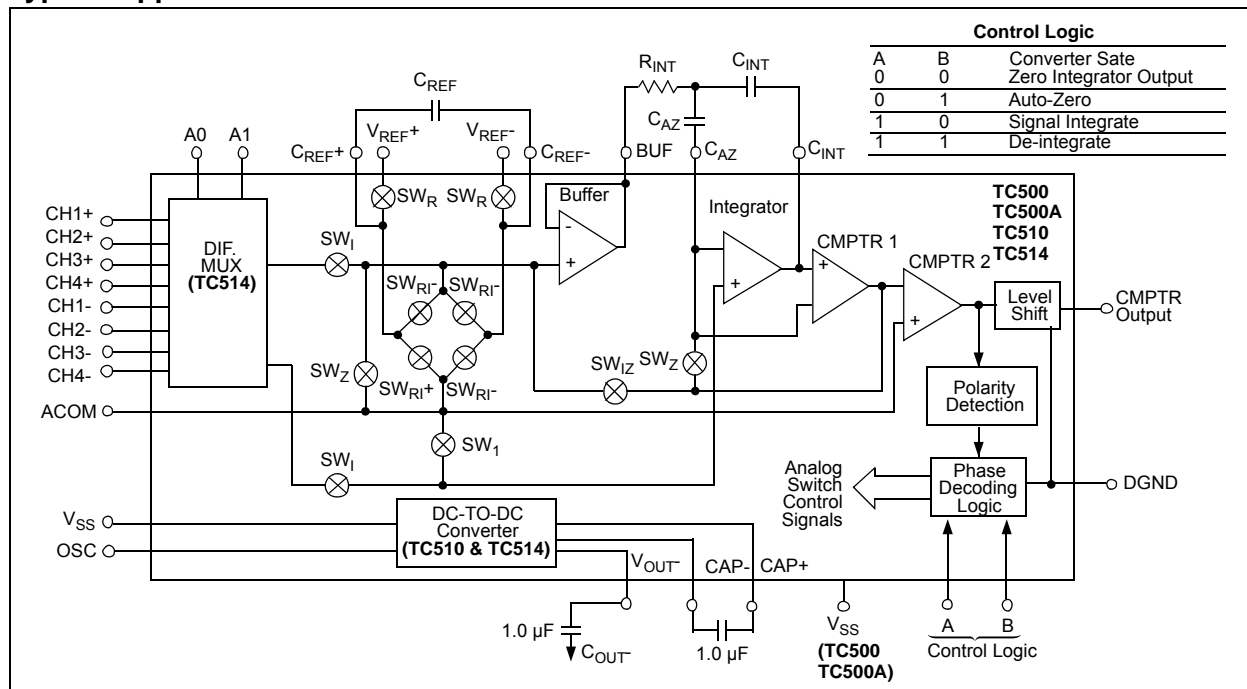 Control Logic
A B Converter Sate
0 0 Zero Integrator Output
0 1 Auto-Zero
1 0 Signal Integrate
1 1 De-integrate
RINT
CINT
CREF
CAZ
VREF+ VREF-
A0 A1
CREF+ CREF- BUF CAZ CINT
SWR SWR
Buffer
Integrator
TC500
TC500A
TC510
TC514
CH1+
CH2+
CH3+
CH4+
CH1-
CH2-
CH3-
CH4-
DIF.
MUX
(TC514)
SWI
-
+
CMPTR 1
+
CMPTR 2
+
+
Level
Shift
CMPTR
Output
SWRI- SWRI-
SWZ
SWRI+ SWRI-
SWIZ
SWZ
Polarity
Detection
ACOM
SW1
SWI
Analog
Switch
Control
Signals
Phase
Decoding
Logic
DGND
VSS
OSC
DC-TO-DC
Converter
(TC510 & TC514)
VOUT- CAP- CAP+
1.0 µF
COUT-
1.0 µF
VSS
(TC500
TC500A)
A B
Control Logic